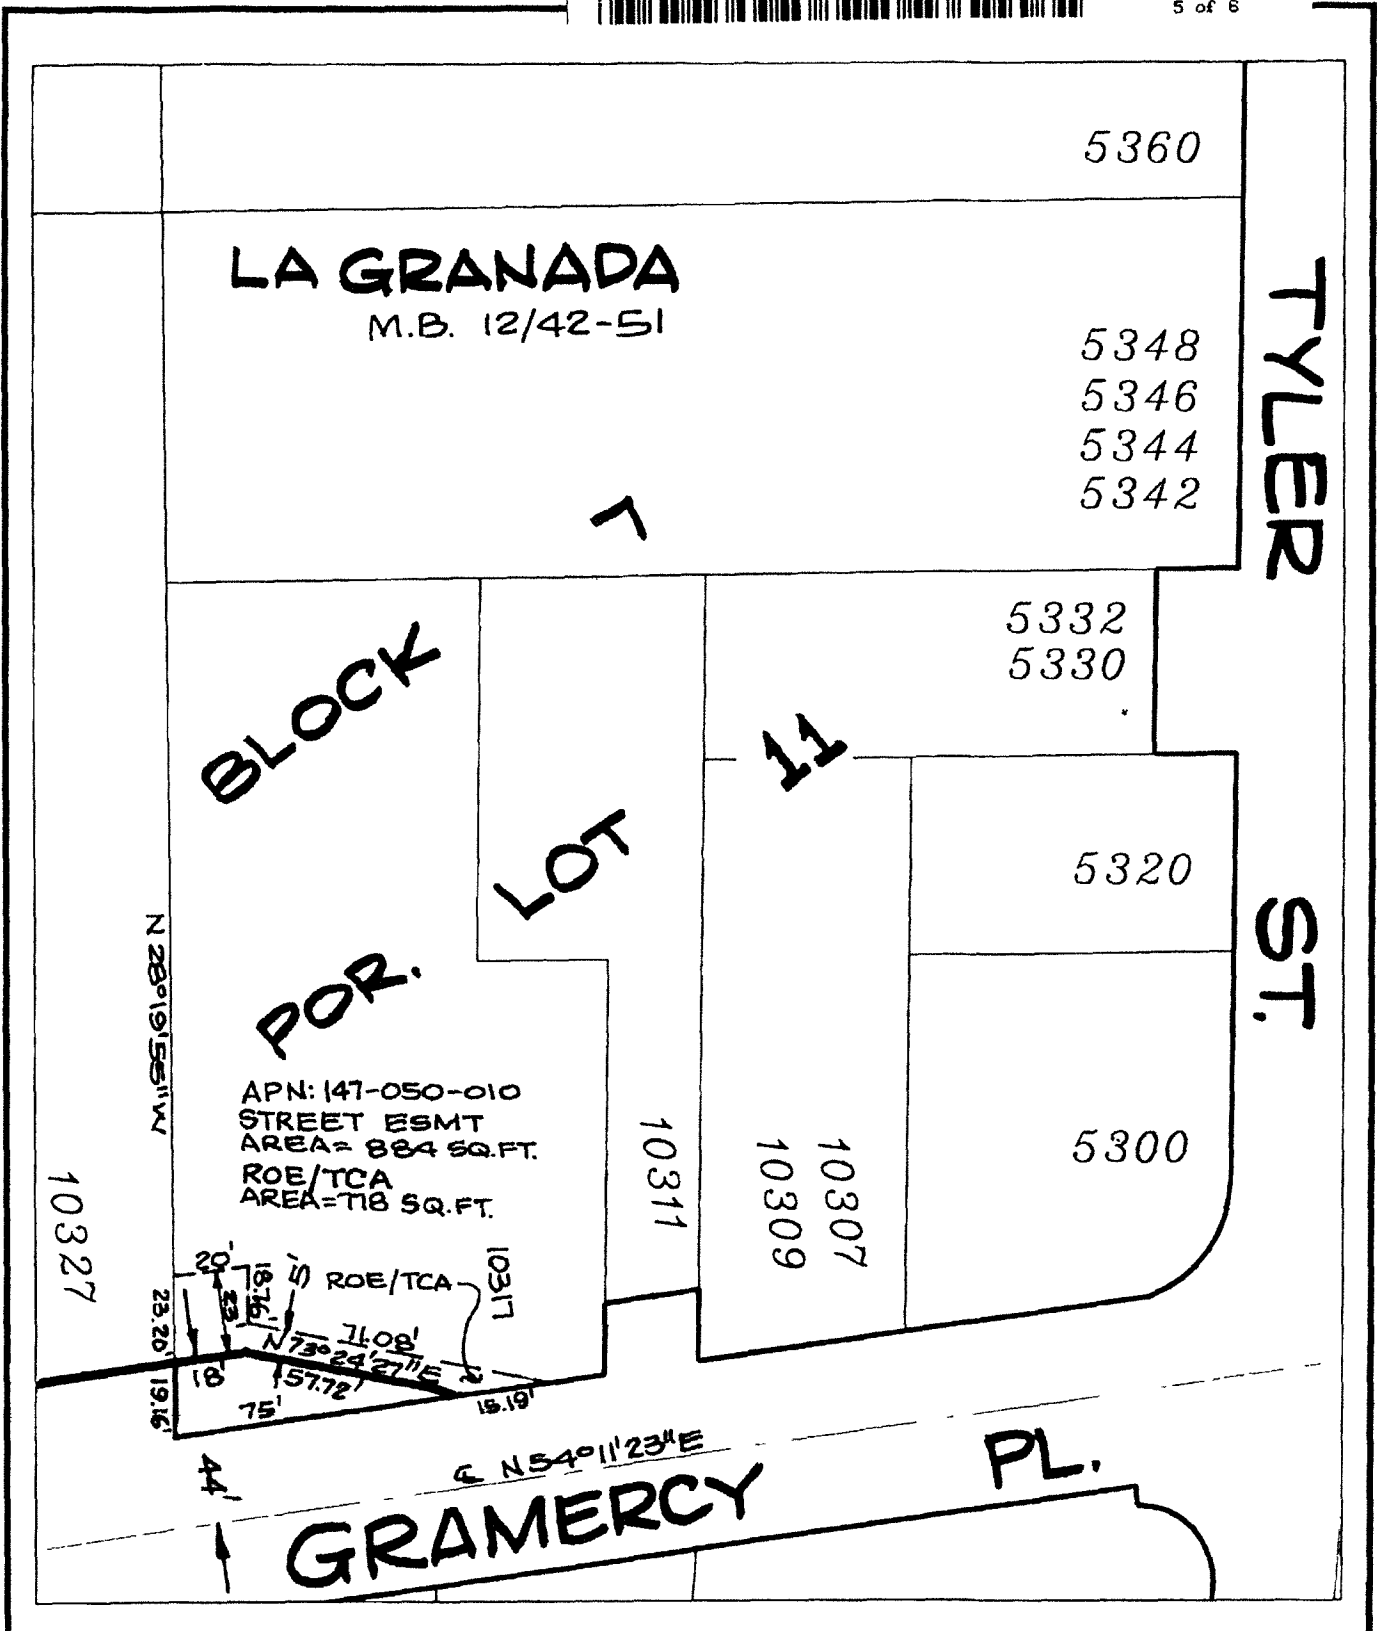 5 of 6
5360
LA GRANADA
M.B. 12/42-51
5348
5346
5344
5342
TYLER ST.
7
BLOCK
5332
5330
11
LOT
5320
POR.
N 28°19'55"W
APN: 147-050-010
STREET ESMT
AREA= 884 SQ.FT.
ROE/TCA
AREA=718 SQ.FT.
5300
10327
10311
10309
10307
10317
20'
18.76'
5'
ROE/TCA
23'
23.20'
71.08'
N 73°24'27"E
18'
57.72'
75'
15.19'
19.16'
44'
℄ N54°11'23"E
GRAMERCY PL.